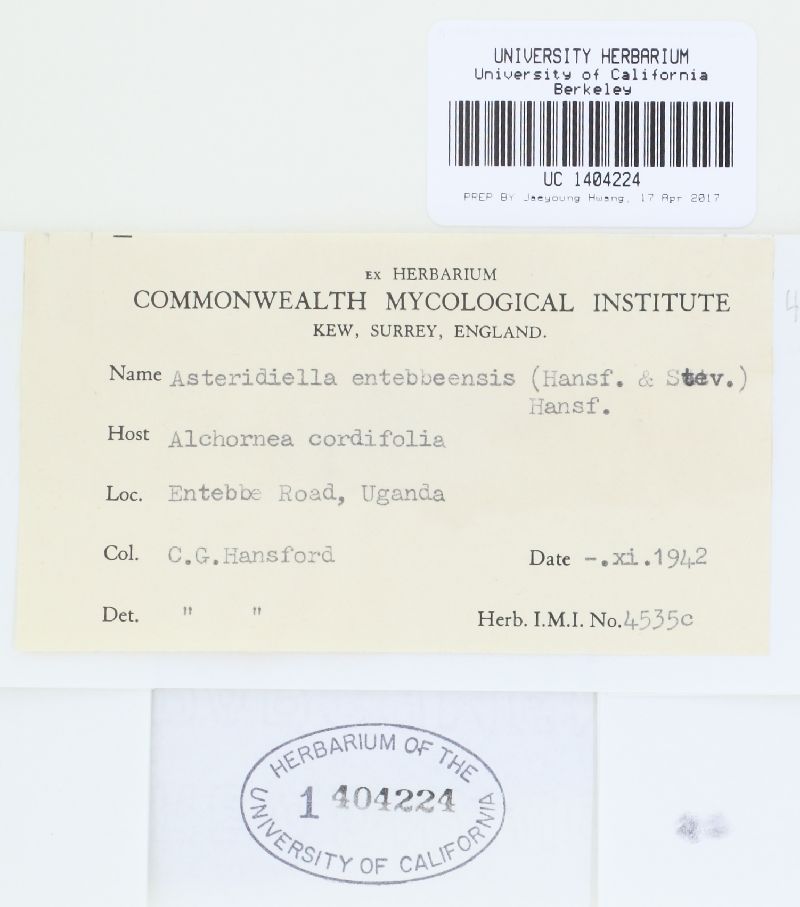 UNIVERSITY HERBARIUM
University of California
Berkeley
UC 1404224
PREP BY Jaeyoung Hwang, 17 Apr 2017
EX HERBARIUM
COMMONWEALTH MYCOLOGICAL INSTITUTE
KEW, SURREY, ENGLAND.
Name Asteridiella entebbeensis (Hansf. & Stev.)
Hansf.
Host Alchornea cordifolia
Loc. Entebbe Road, Uganda
Col. C.G.Hansford Date -.xi.1942
Det. " " Herb. I.M.I. No. 4535c
HERBARIUM OF THE
1 404224
UNIVERSITY OF CALIFORNIA